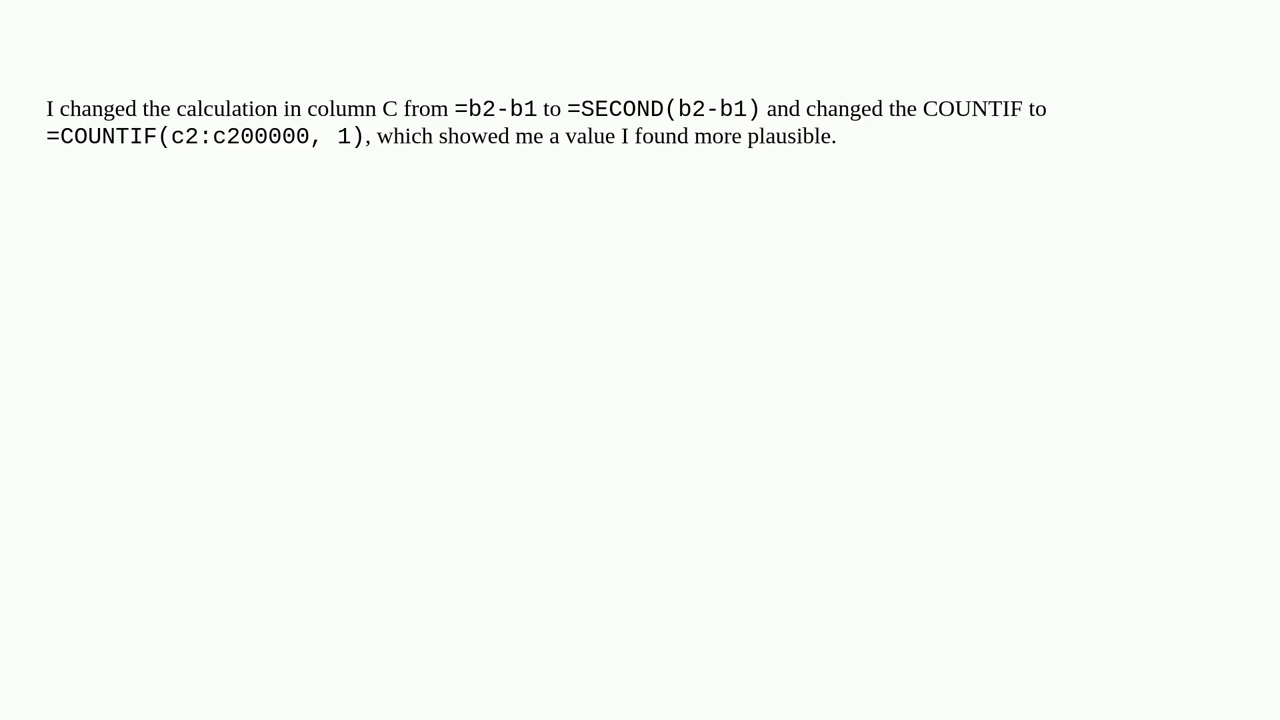 I changed the calculation in column C from =b2-b1 to =SECOND(b2-b1) and changed the COUNTIF to
=COUNTIF(c2:c200000, 1), which showed me a value I found more plausible.